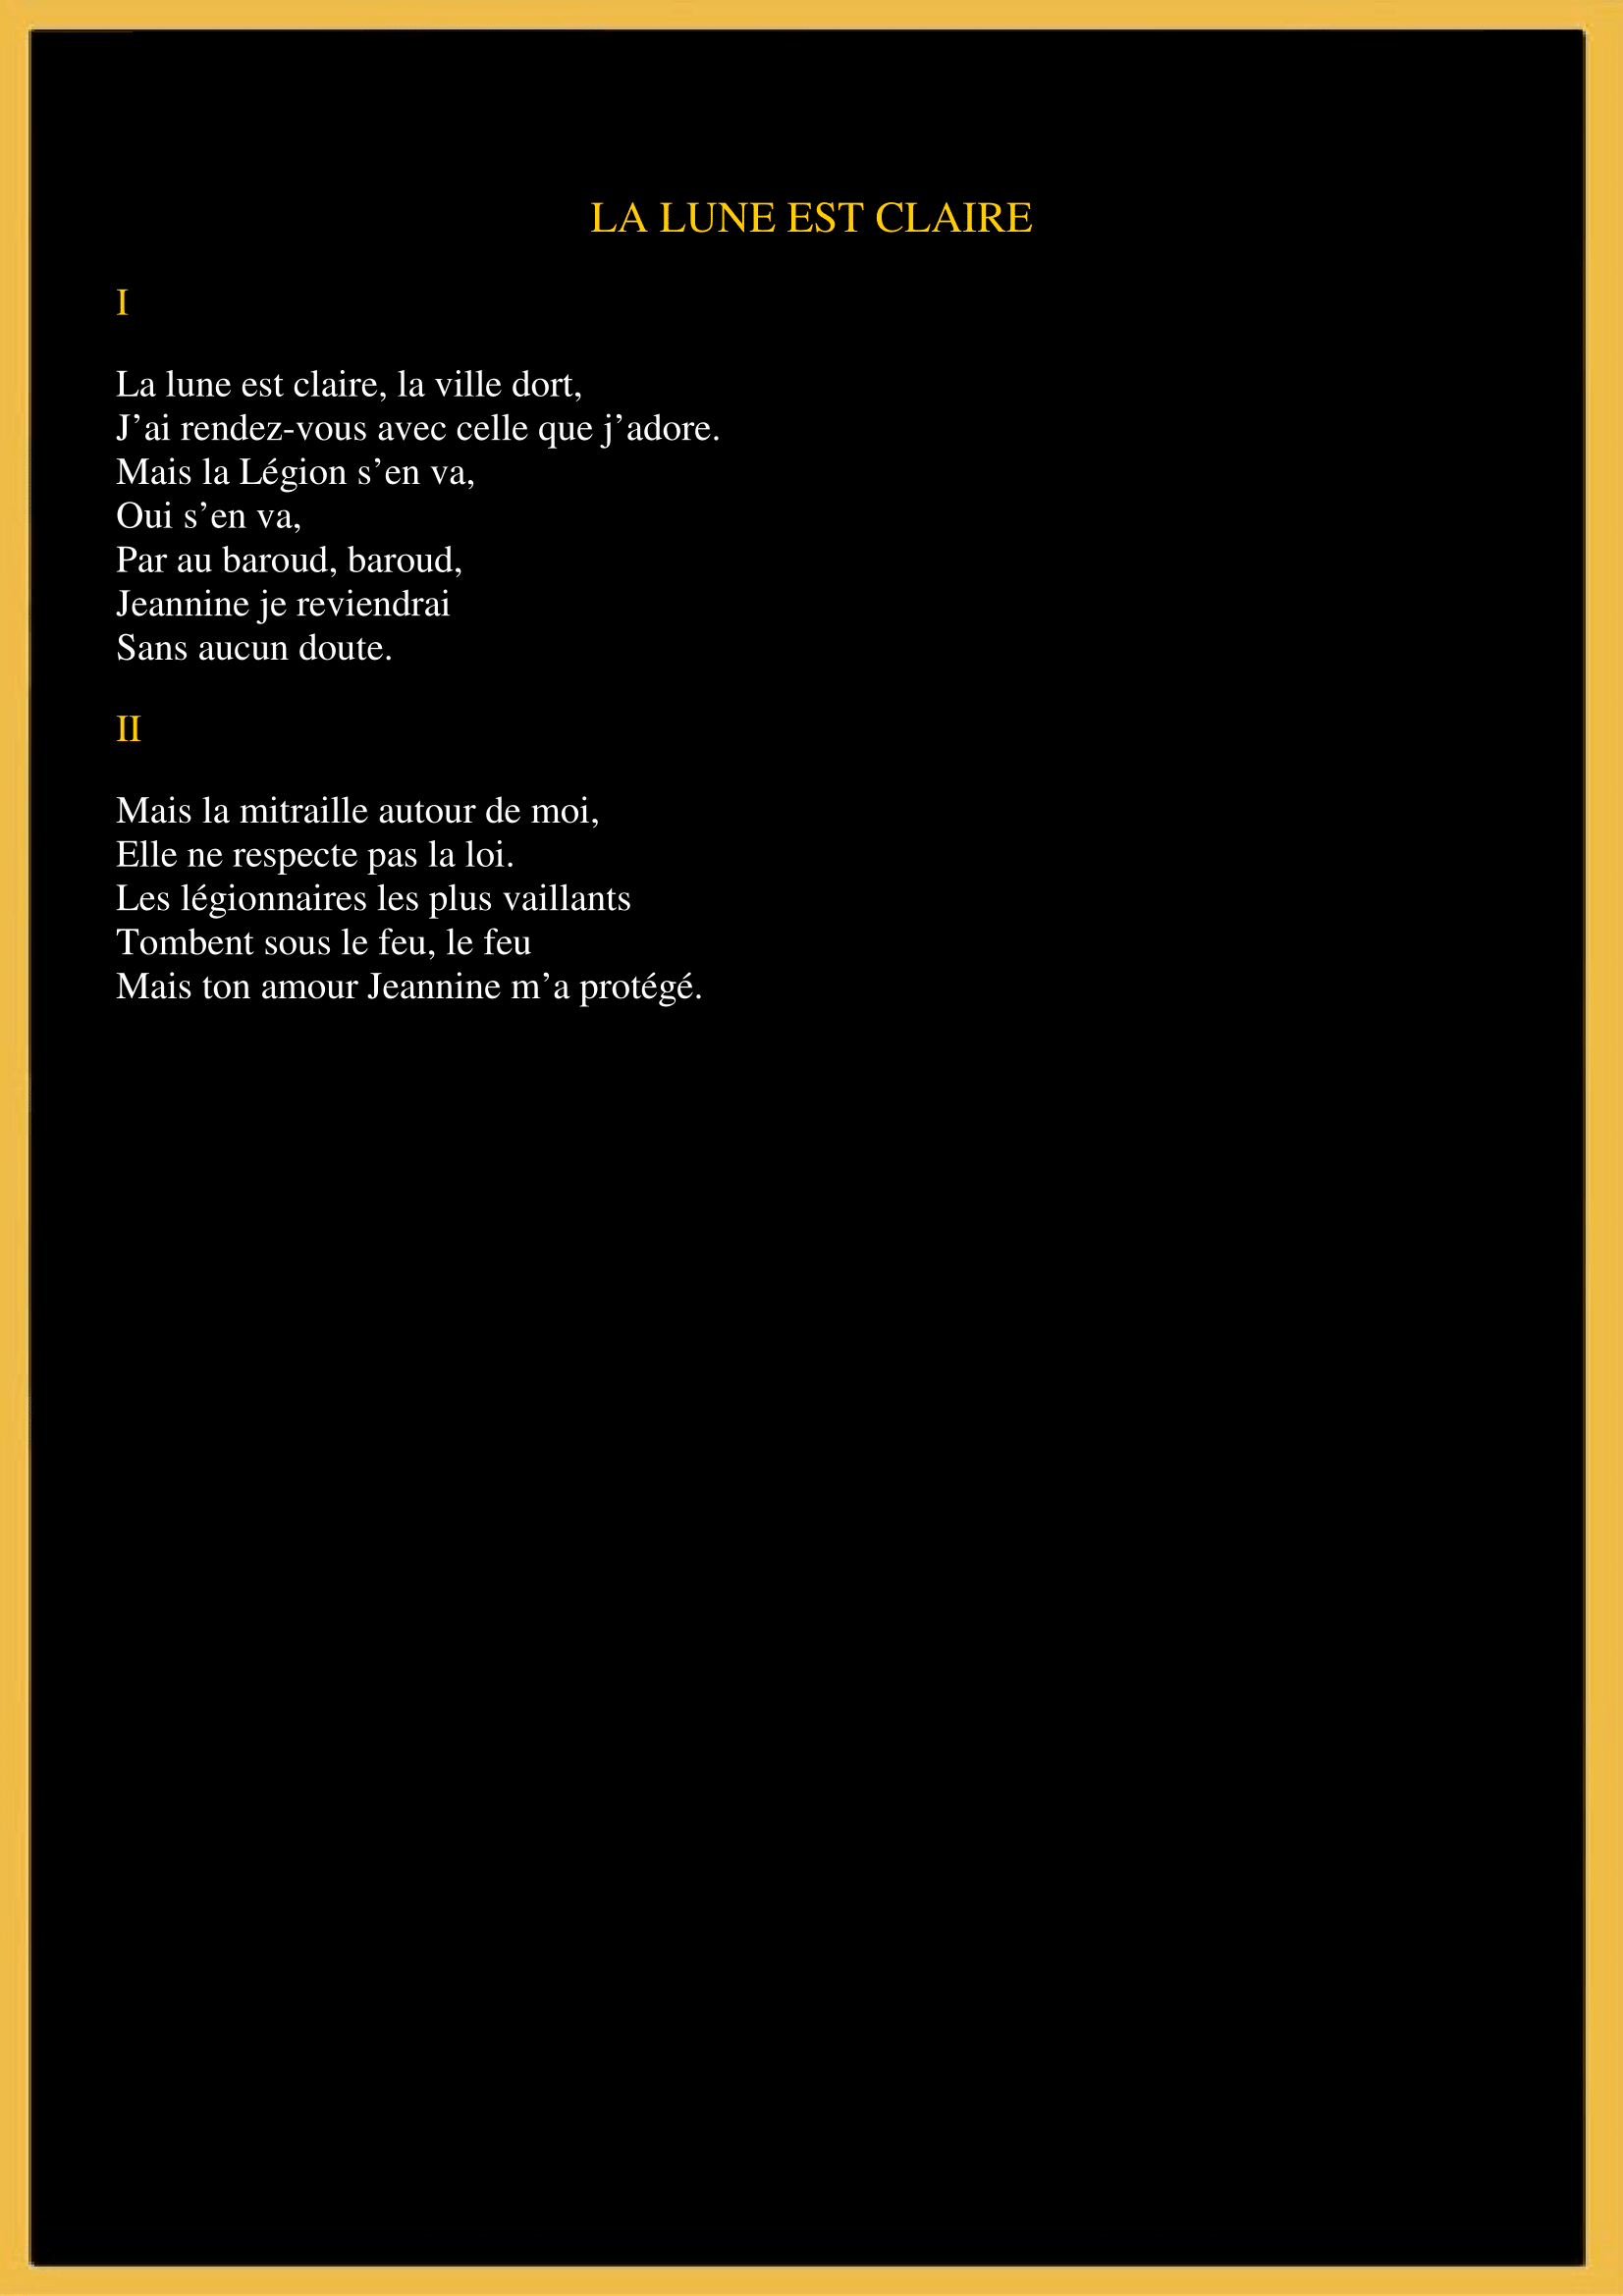 LA LUNE EST CLAIRE
I
La lune est claire, la ville dort,
J’ai rendez-vous avec celle que j’adore.
Mais la Légion s’en va,
Oui s’en va,
Par au baroud, baroud,
Jeannine je reviendrai
Sans aucun doute.
II
Mais la mitraille autour de moi,
Elle ne respecte pas la loi.
Les légionnaires les plus vaillants
Tombent sous le feu, le feu
Mais ton amour Jeannine m’a protégé.